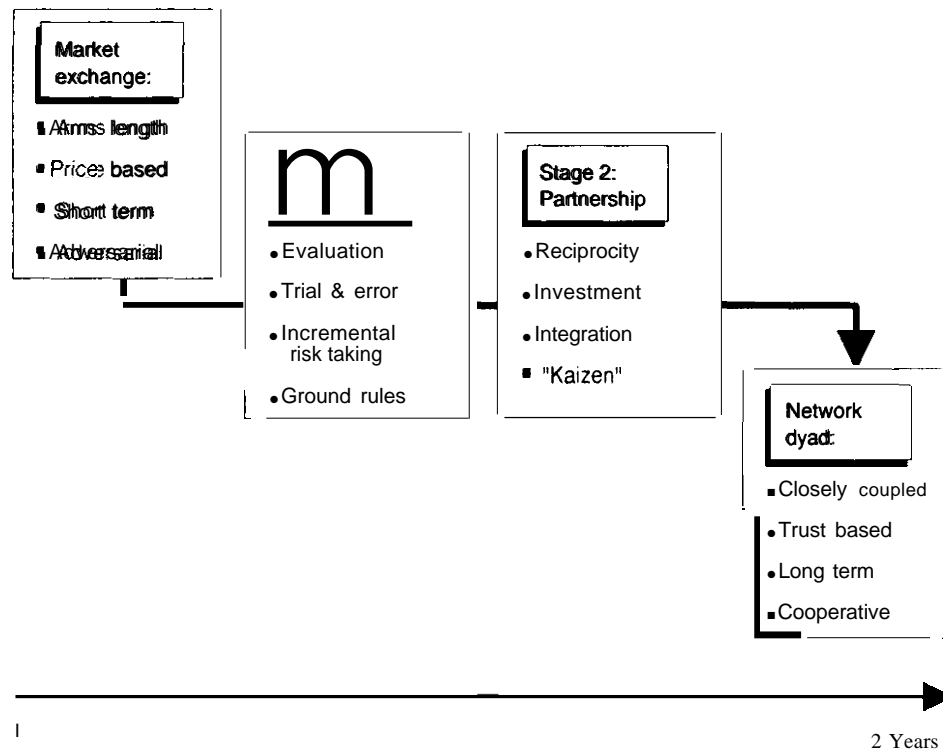 Market
exchange:
▪ Arms length
▪ Price based
▪ Short term
▪ Adversarial
m
• Evaluation
• Trial & error
• Incremental
risk taking
• Ground rules
Stage 2:
Partnership
• Reciprocity
• Investment
• Integration
▪ "Kaizen"
Network
dyad:
▪ Closely coupled
• Trust based
• Long term
▪ Cooperative
2 Years